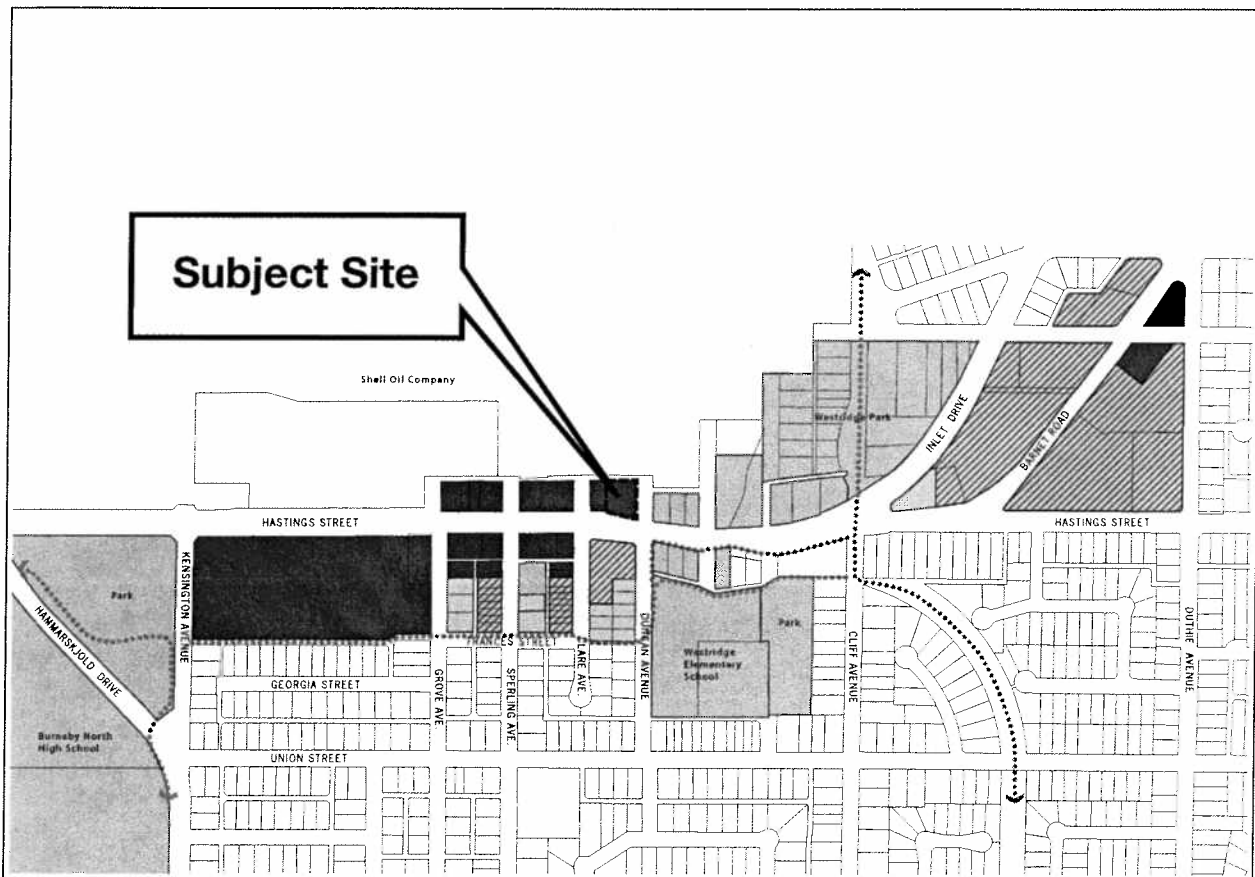 Subject Site
Shell Oil Company
Westridge Park
INLET DRIVE
BARNET ROAD
HASTINGS STREET
HASTINGS STREET
KENSINGTON AVENUE
Park
HAMMARSKJOLD DRIVE
FRANCES STREET
GEORGIA STREET
GROVE AVE.
SPERLING AVE.
CLARE AVE.
DUNCAN AVENUE
Westridge
Elementary
School
Park
CLIFF AVENUE
DUTHIE AVENUE
Burnaby North
High School
UNION STREET